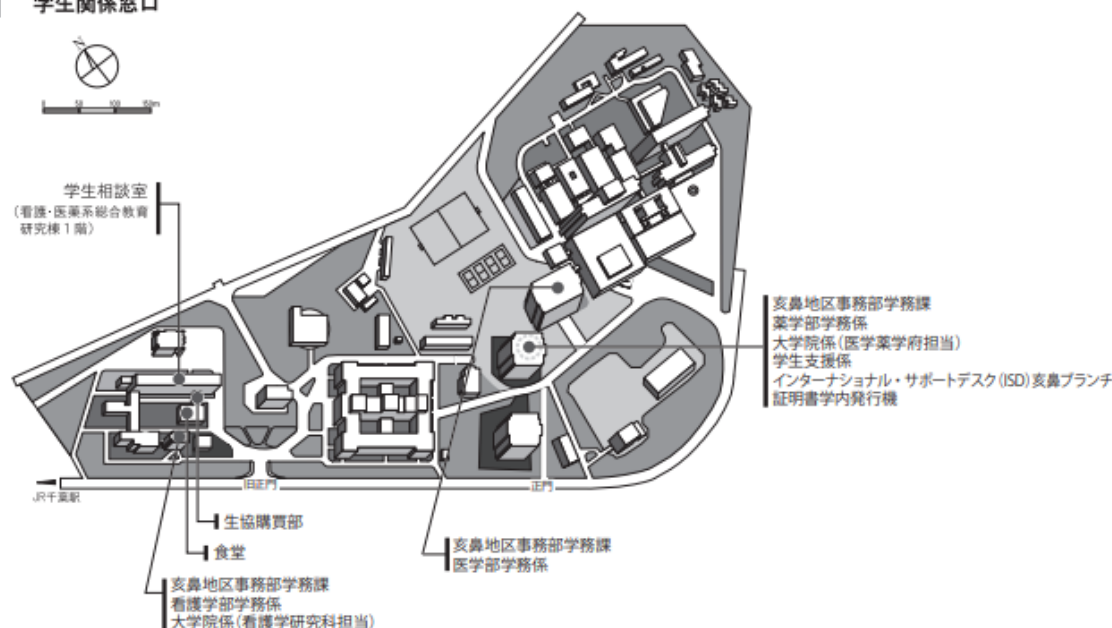 学生関係窓口
N
0 50 100 150m
学生相談室
（看護・医薬系総合教育
研究棟１階）
亥鼻地区事務部学務課
薬学部学務係
大学院係（医学薬学府担当）
学生支援係
インターナショナル・サポートデスク（ISD）亥鼻ブランチ
証明書学内発行機
旧正門
正門
JR千葉駅
生協購買部
食堂
亥鼻地区事務部学務課
医学部学務係
亥鼻地区事務部学務課
看護学部学務係
大学院係（看護学研究科担当）